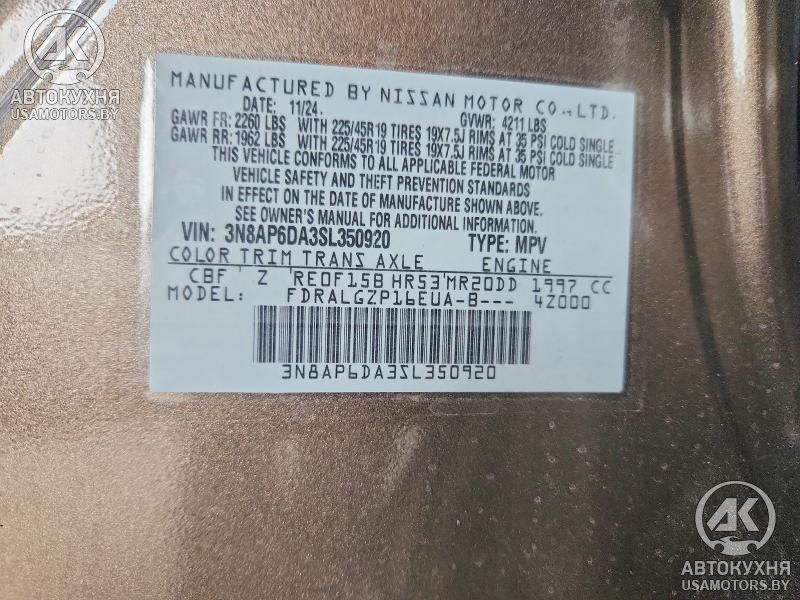 AK
АВТОКУХНЯ
USAMOTORS.BY
MANUFACTURED BY NISSAN MOTOR CO., LTD.
DATE: 11/24. GVWR: 4211 LBS
GAWR FR: 2260 LBS WITH 225/45R19 TIRES 19X7.5J RIMS AT 35 PSI COLD SINGLE
GAWR RR: 1962 LBS WITH 225/45R19 TIRES 19X7.5J RIMS AT 35 PSI COLD SINGLE
THIS VEHICLE CONFORMS TO ALL APPLICABLE FEDERAL MOTOR
VEHICLE SAFETY AND THEFT PREVENTION STANDARDS
IN EFFECT ON THE DATE OF MANUFACTURE SHOWN ABOVE.
SEE OWNER'S MANUAL FOR ADDITIONAL INFORMATION.
VIN: 3N8AP6DA3SL350920 TYPE: MPV
COLOR TRIM TRANS AXLE ENGINE
CBF Z RE0F15B HR53 MR20DD 1997 CC
MODEL: FDRALGZP16EUA-B--- 4Z000
3N8AP6DA3SL350920
AK
АВТОКУХНЯ
USAMOTORS.BY